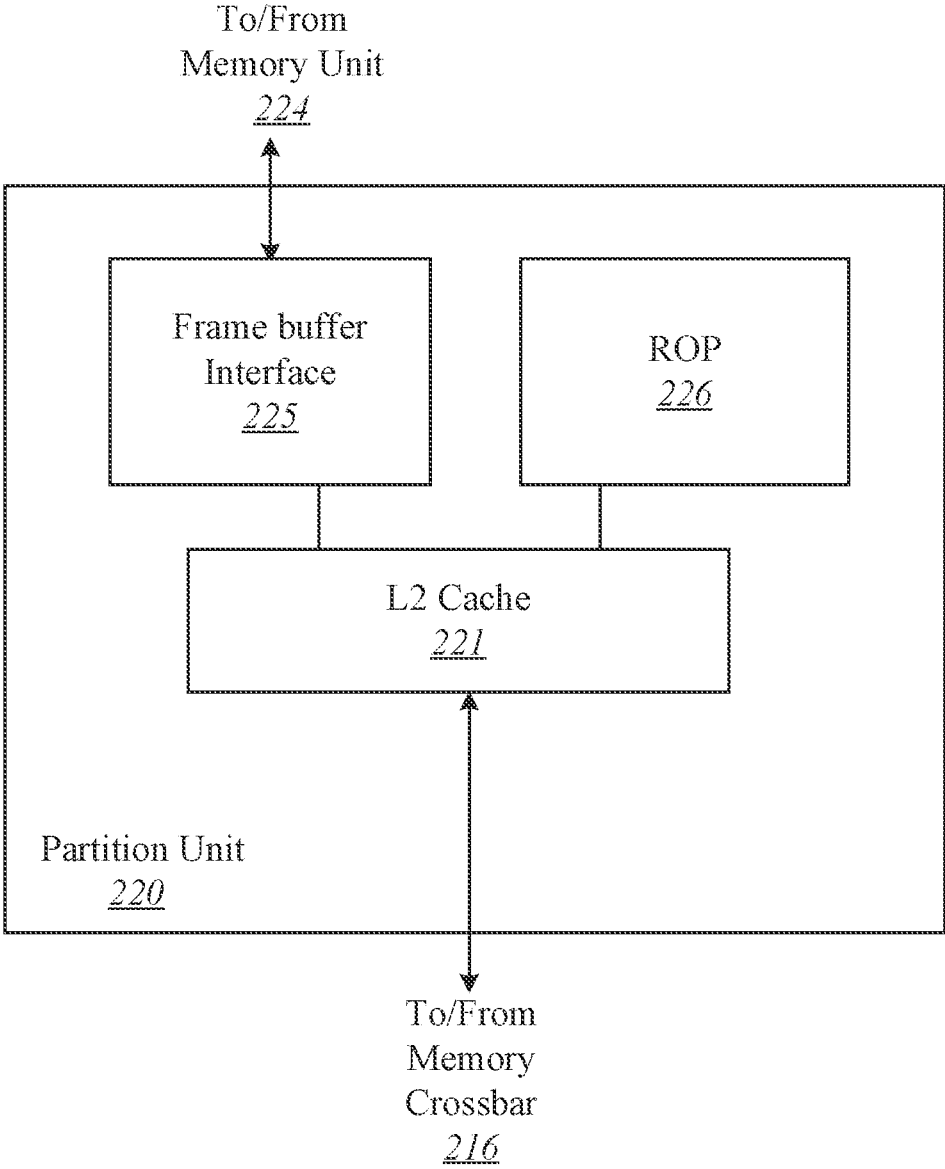 To/From
Memory Unit
224
Frame buffer
Interface
225
ROP
226
L2 Cache
221
Partition Unit
220
To/From
Memory
Crossbar
216